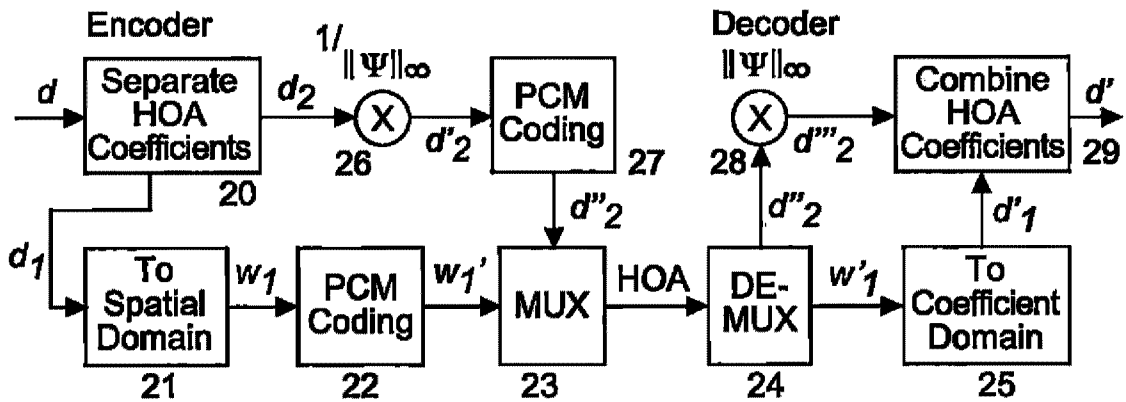 Encoder
Decoder
1/‖Ψ‖∞
‖Ψ‖∞
d
Separate HOA Coefficients
20
d2
X
26
d'2
PCM Coding
27
X
28
d'''2
Combine HOA Coefficients
29
d'
d''2
d''2
d'1
d1
To Spatial Domain
21
w1
PCM Coding
22
w1'
MUX
23
HOA
DE-MUX
24
w'1
To Coefficient Domain
25